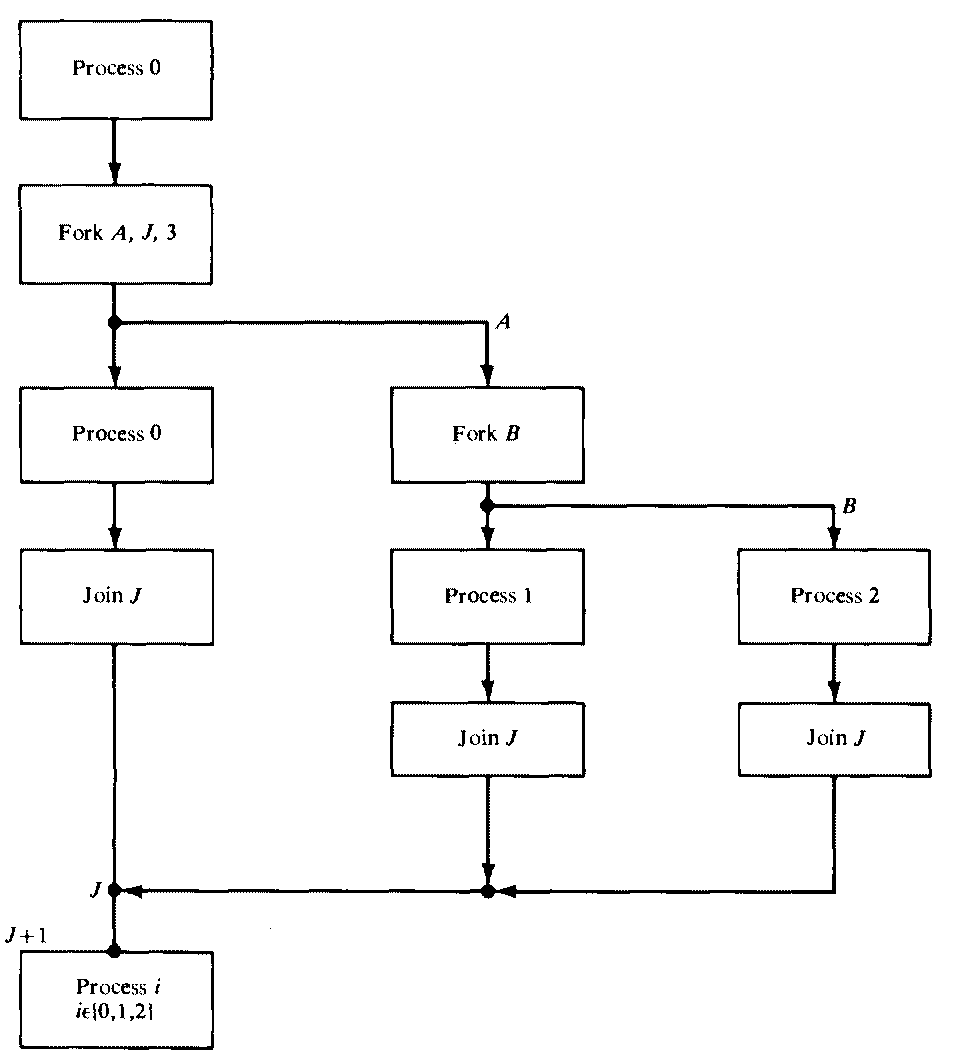 Process 0
Fork A, J, 3
A
Process 0
Fork B
B
Join J
Process 1
Process 2
Join J
Join J
J
J+1
Process i
iϵ{0,1,2}